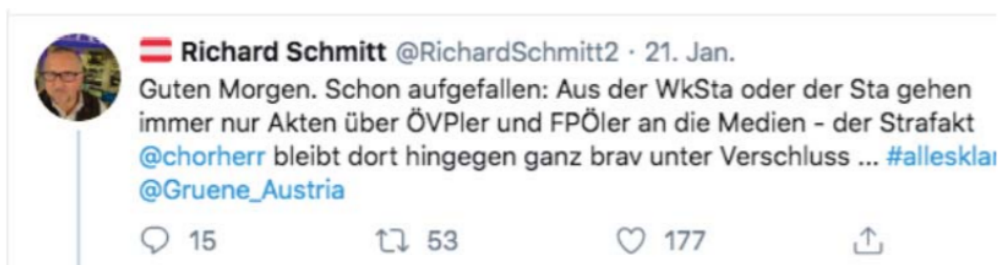 Richard Schmitt @RichardSchmitt2 · 21. Jan.
Guten Morgen. Schon aufgefallen: Aus der WkSta oder der Sta gehen
immer nur Akten über ÖVPler und FPÖler an die Medien - der Strafakt
@chorherr bleibt dort hingegen ganz brav unter Verschluss ... #allesklar
@Gruene_Austria
15 53 177